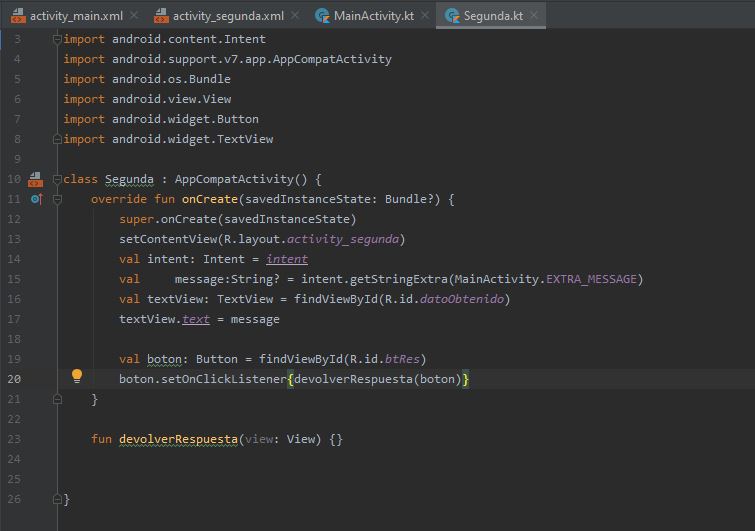 activity_main.xml activity_segunda.xml MainActivity.kt Segunda.kt
3 import android.content.Intent
4 import android.support.v7.app.AppCompatActivity
5 import android.os.Bundle
6 import android.view.View
7 import android.widget.Button
8 import android.widget.TextView
9
10 class Segunda : AppCompatActivity() {
11 override fun onCreate(savedInstanceState: Bundle?) {
12 super.onCreate(savedInstanceState)
13 setContentView(R.layout.activity_segunda)
14 val intent: Intent = intent
15 val     message:String? = intent.getStringExtra(MainActivity.EXTRA_MESSAGE)
16 val textView: TextView = findViewById(R.id.datoObtenido)
17 textView.text = message
18
19 val boton: Button = findViewById(R.id.btRes)
20 boton.setOnClickListener{devolverRespuesta(boton)}
21 }
22
23 fun devolverRespuesta(view: View) {}
24
25
26 }